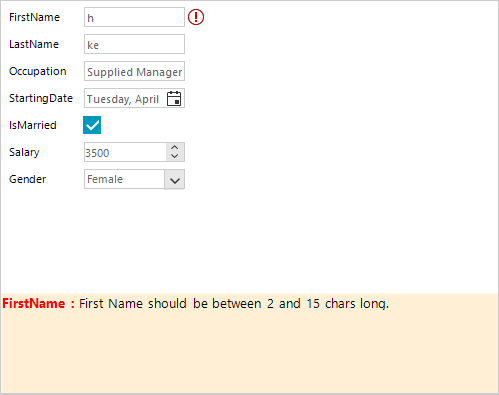 FirstName h
LastName ke
Occupation Supplied Manager
StartingDate Tuesday, April
IsMarried
Salary 3500
Gender Female
FirstName : First Name should be between 2 and 15 chars long.